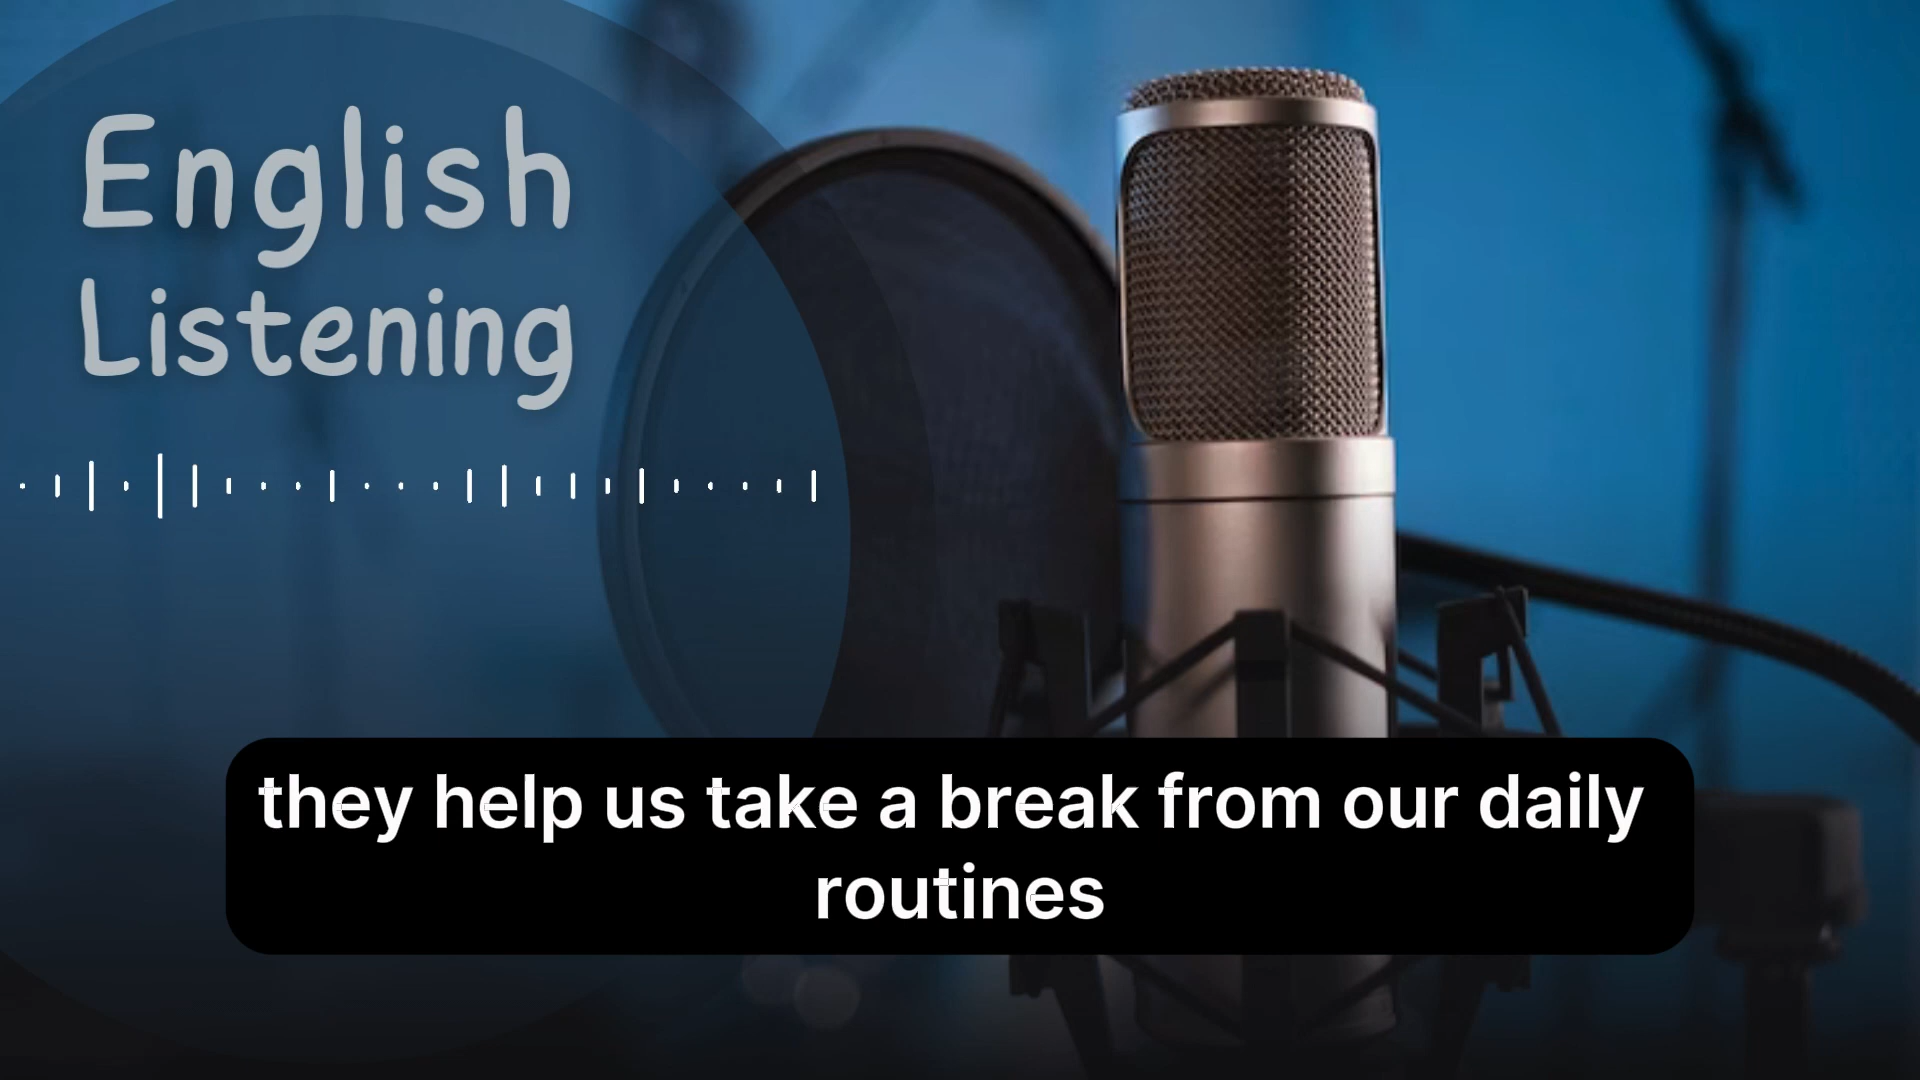 English
Listening
they help us take a break from our daily
routines